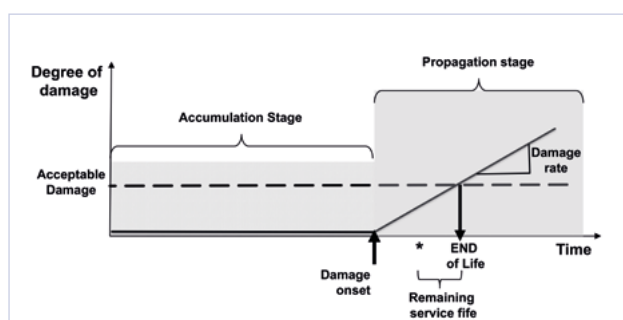 Degree of
damage
Propagation stage
Accumulation Stage
Acceptable
Damage
Damage
rate
*
END
of Life
Time
Damage
onset
Remaining
service fife